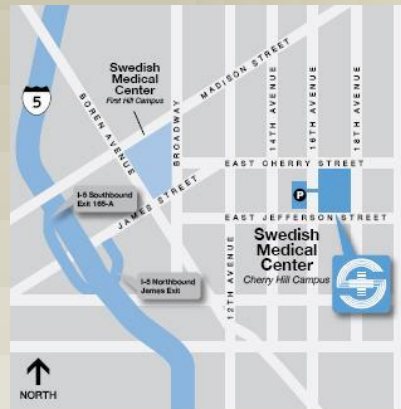 Swedish
Medical
Center
First Hill Campus
MADISON STREET
BROADWAY
BOREN AVENUE
5
14TH AVENUE
16TH AVENUE
18TH AVENUE
EAST CHERRY STREET
I-5 Southbound
Exit 165-A
JAMES STREET
P
EAST JEFFERSON STREET
Swedish
Medical
Center
Cherry Hill Campus
12TH AVENUE
I-5 Northbound
James Exit
NORTH